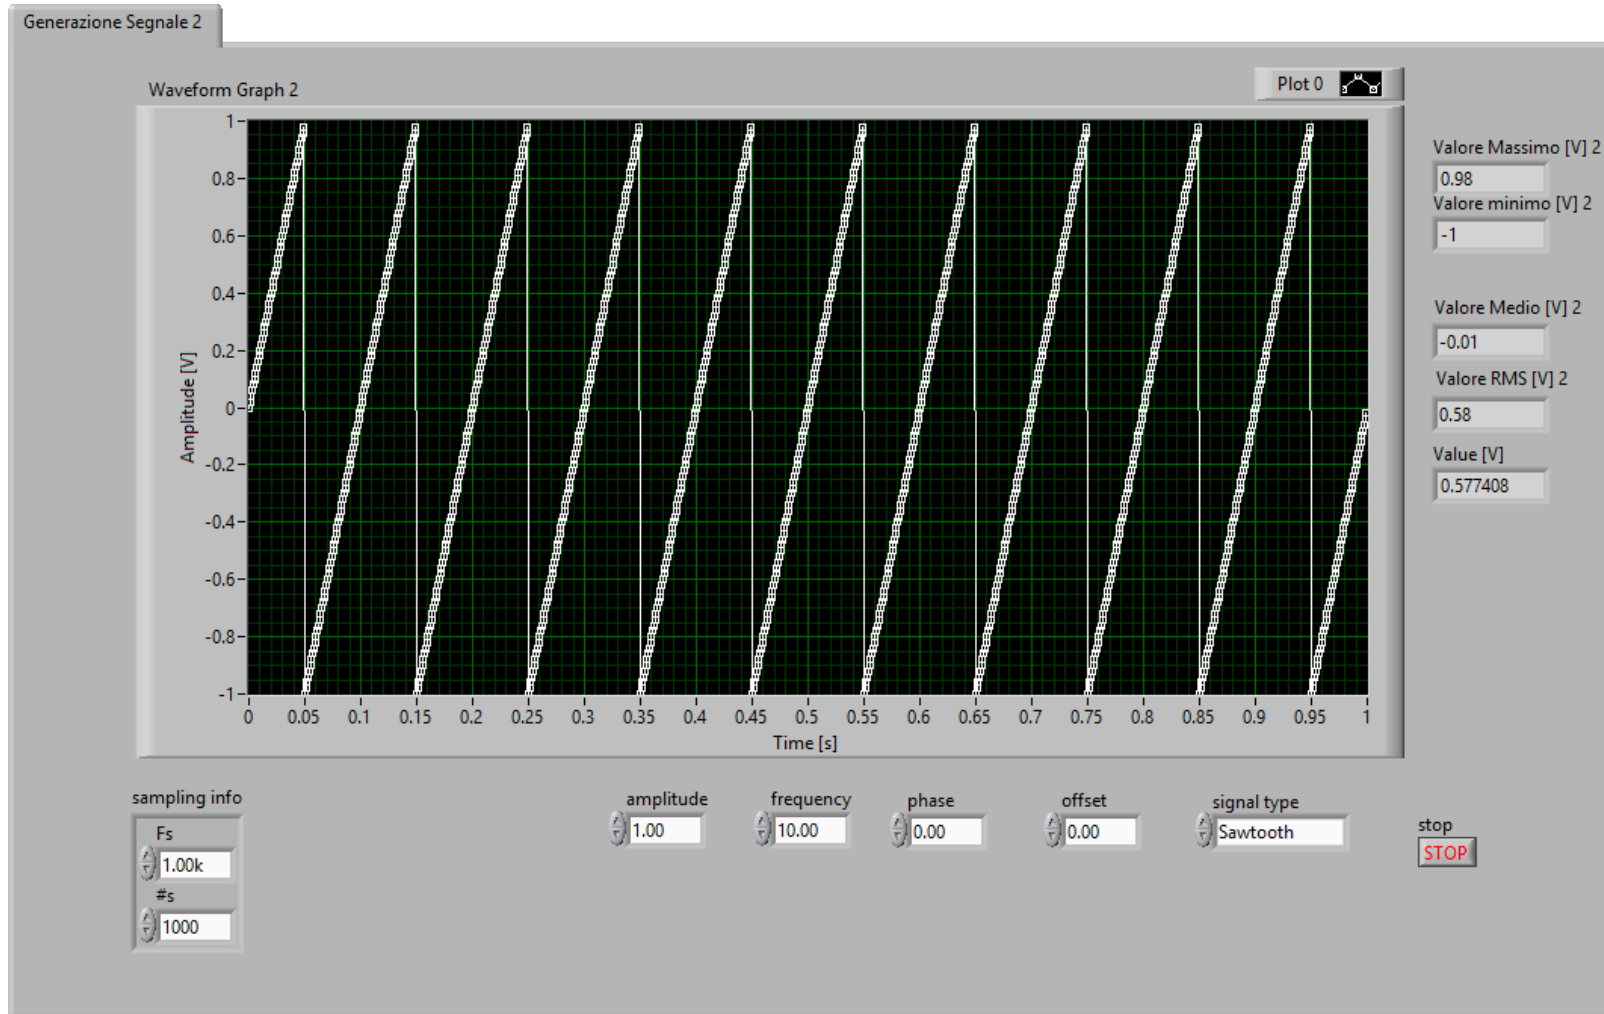 Generazione Segnale 2
Waveform Graph 2
Plot 0
1
0.8
0.6
0.4
0.2
0
-0.2
-0.4
-0.6
-0.8
-1
Amplitude [V]
0 0.05 0.1 0.15 0.2 0.25 0.3 0.35 0.4 0.45 0.5 0.55 0.6 0.65 0.7 0.75 0.8 0.85 0.9 0.95 1
Time [s]
Valore Massimo [V] 2
0.98
Valore minimo [V] 2
-1
Valore Medio [V] 2
-0.01
Valore RMS [V] 2
0.58
Value [V]
0.577408
sampling info
Fs
1.00k
#s
1000
amplitude
1.00
frequency
10.00
phase
0.00
offset
0.00
signal type
Sawtooth
stop
STOP